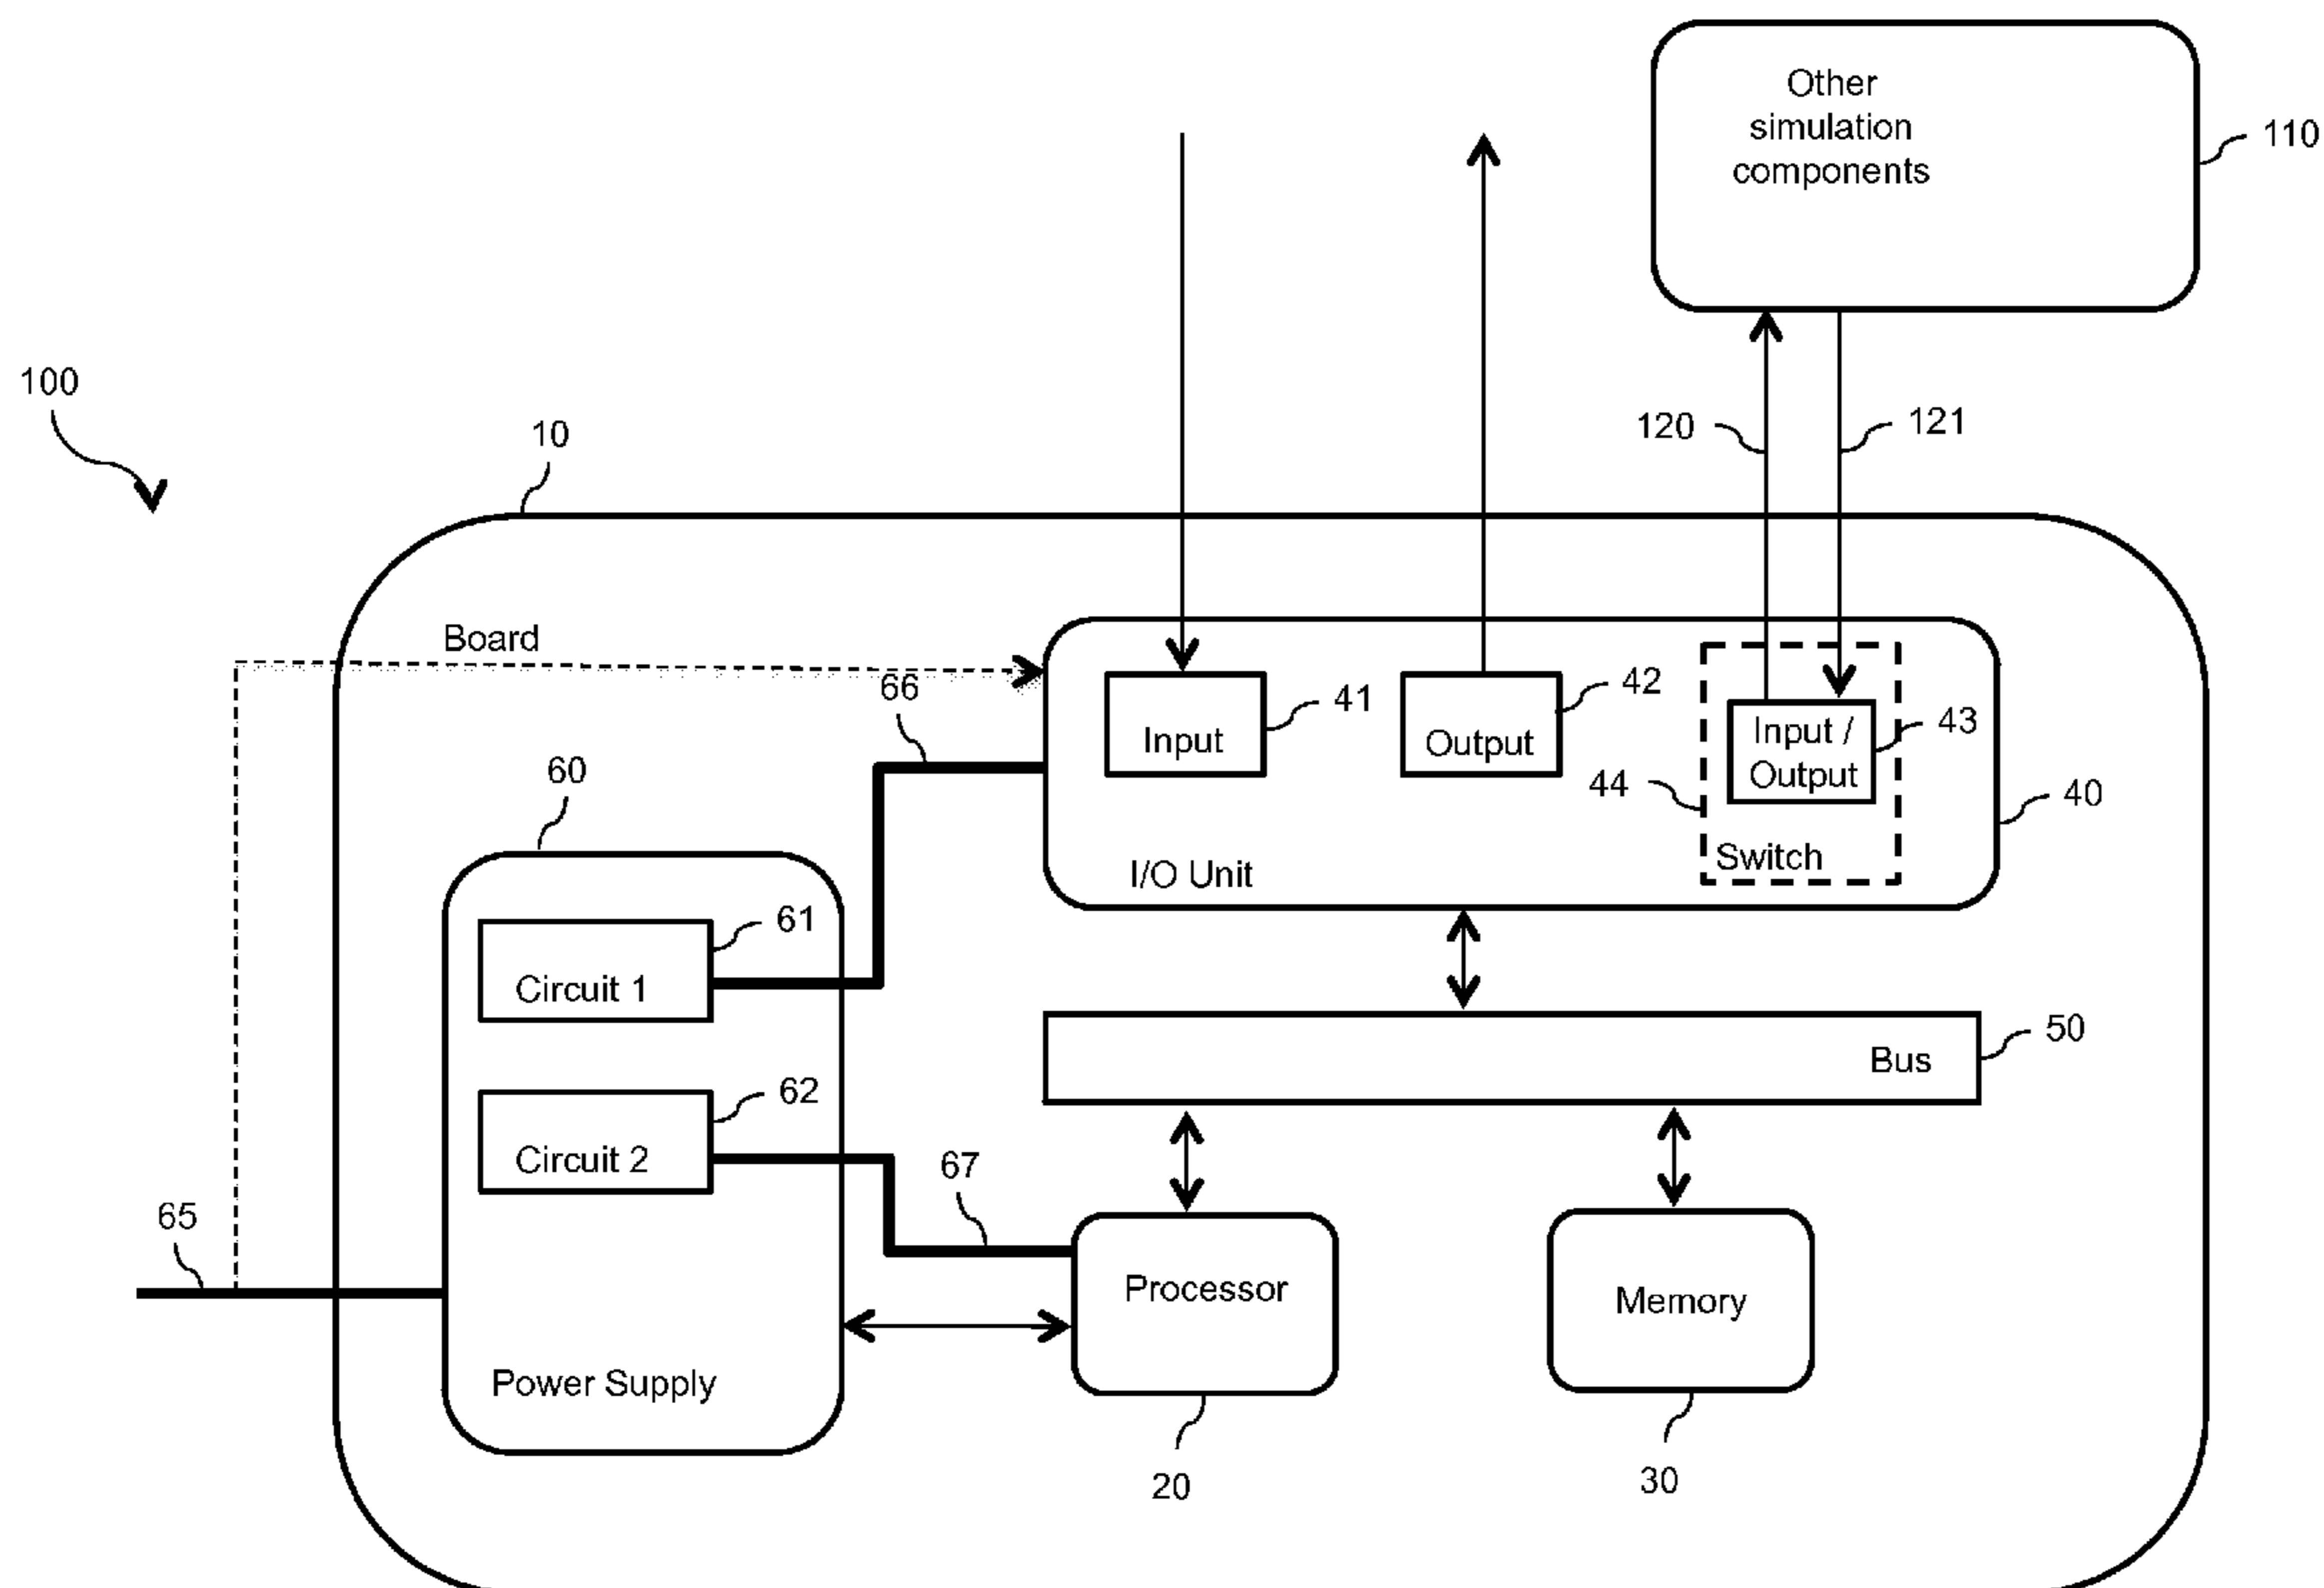 Other
simulation
components
110
100
10
120
121
Board
66
Input
41
Output
42
Input /
Output
43
44
Switch
40
I/O Unit
60
Circuit 1
61
Bus
50
Circuit 2
62
67
65
Processor
Memory
Power Supply
20
30